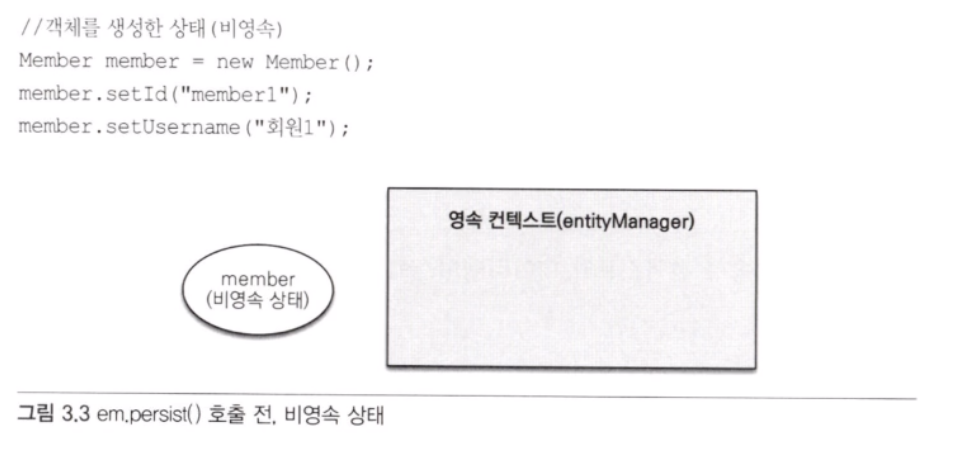 //객체를 생성한 상태(비영속)
Member member = new Member();
member.setId("member1");
member.setUsername("회원1");
영속 컨텍스트(entityManager)
member
(비영속 상태)
그림 3.3 em.persist() 호출 전, 비영속 상태